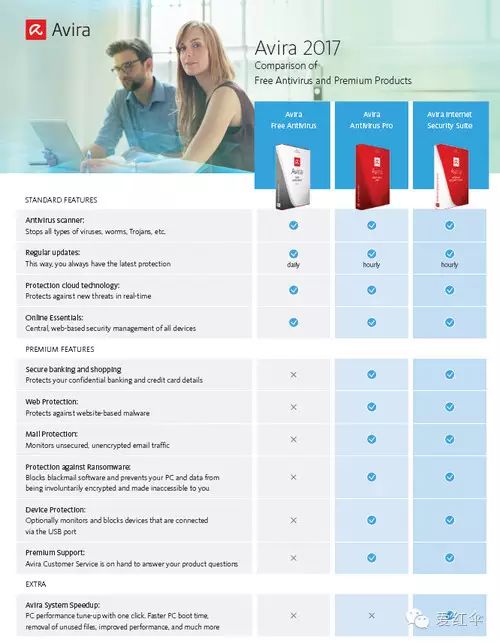 Avira
Avira 2017
Comparison of
Free Antivirus and Premium Products
Avira
Free Antivirus
Avira
Antivirus Pro
Avira Internet
Security Suite
Avira
Avira
Avira
STANDARD FEATURES
Antivirus scanner:
Stops all types of viruses, worms, Trojans, etc.
Regular updates:
This way, you always have the latest protection
daily
hourly
hourly
Protection cloud technology:
Protects against new threats in real-time
Online Essentials:
Central, web-based security management of all devices
PREMIUM FEATURES
Secure banking and shopping
Protects your confidential banking and credit card details
Web Protection:
Protects against website-based malware
Mail Protection:
Monitors unsecured, unencrypted email traffic
Protection against Ransomware:
Blocks blackmail software and prevents your PC and data from
being involuntarily encrypted and made inaccessible to you
Device Protection:
Optionally monitors and blocks devices that are connected
via the USB port
Premium Support:
Avira Customer Service is on hand to answer your product questions
EXTRA
Avira System Speedup:
PC performance tune-up with one click. Faster PC boot time,
removal of unused files, improved performance, and much more
爱红伞